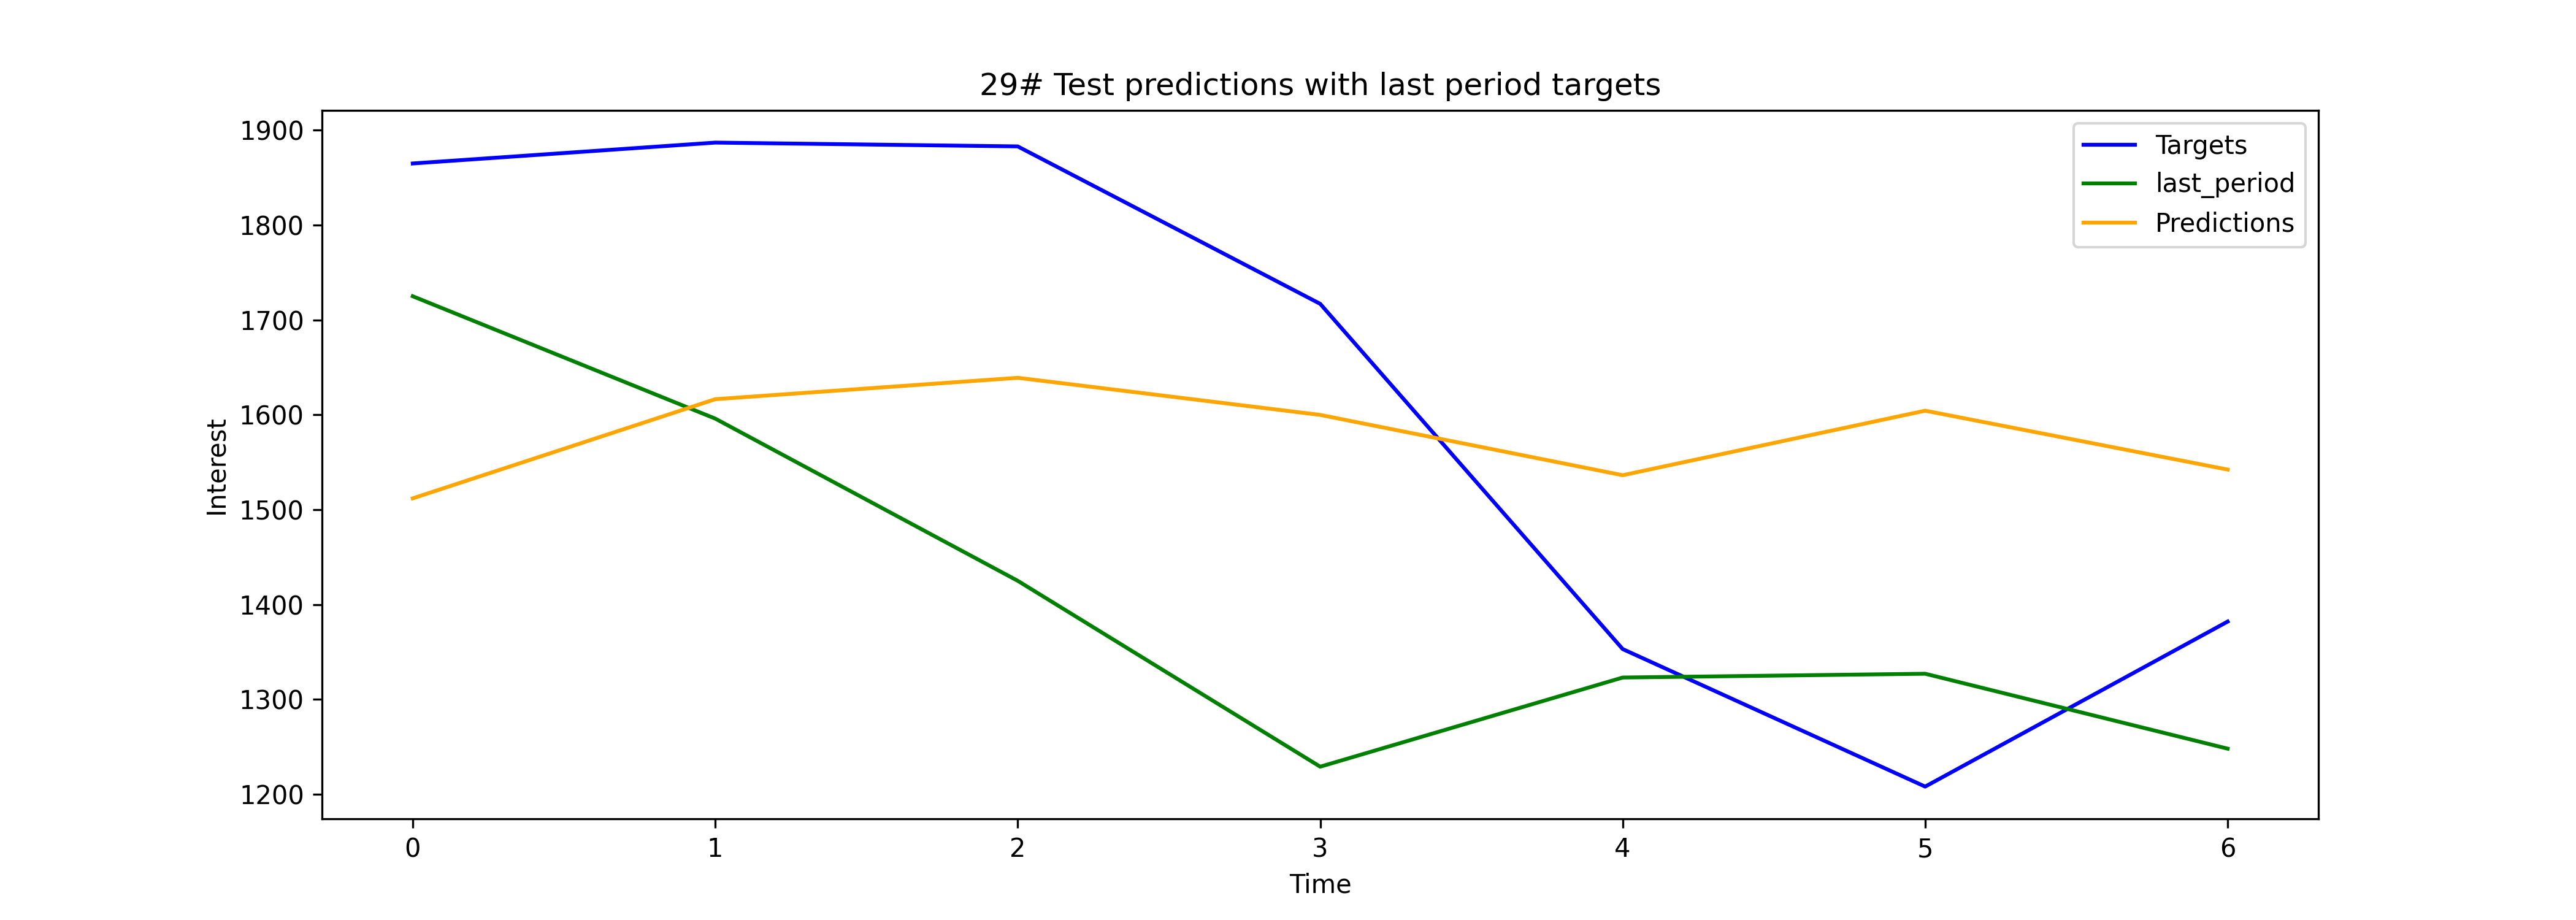 29# Test predictions with last period targets
Targets
last_period
Predictions
Interest
1900
1800
1700
1600
1500
1400
1300
1200
0 1 2 3 4 5 6
Time